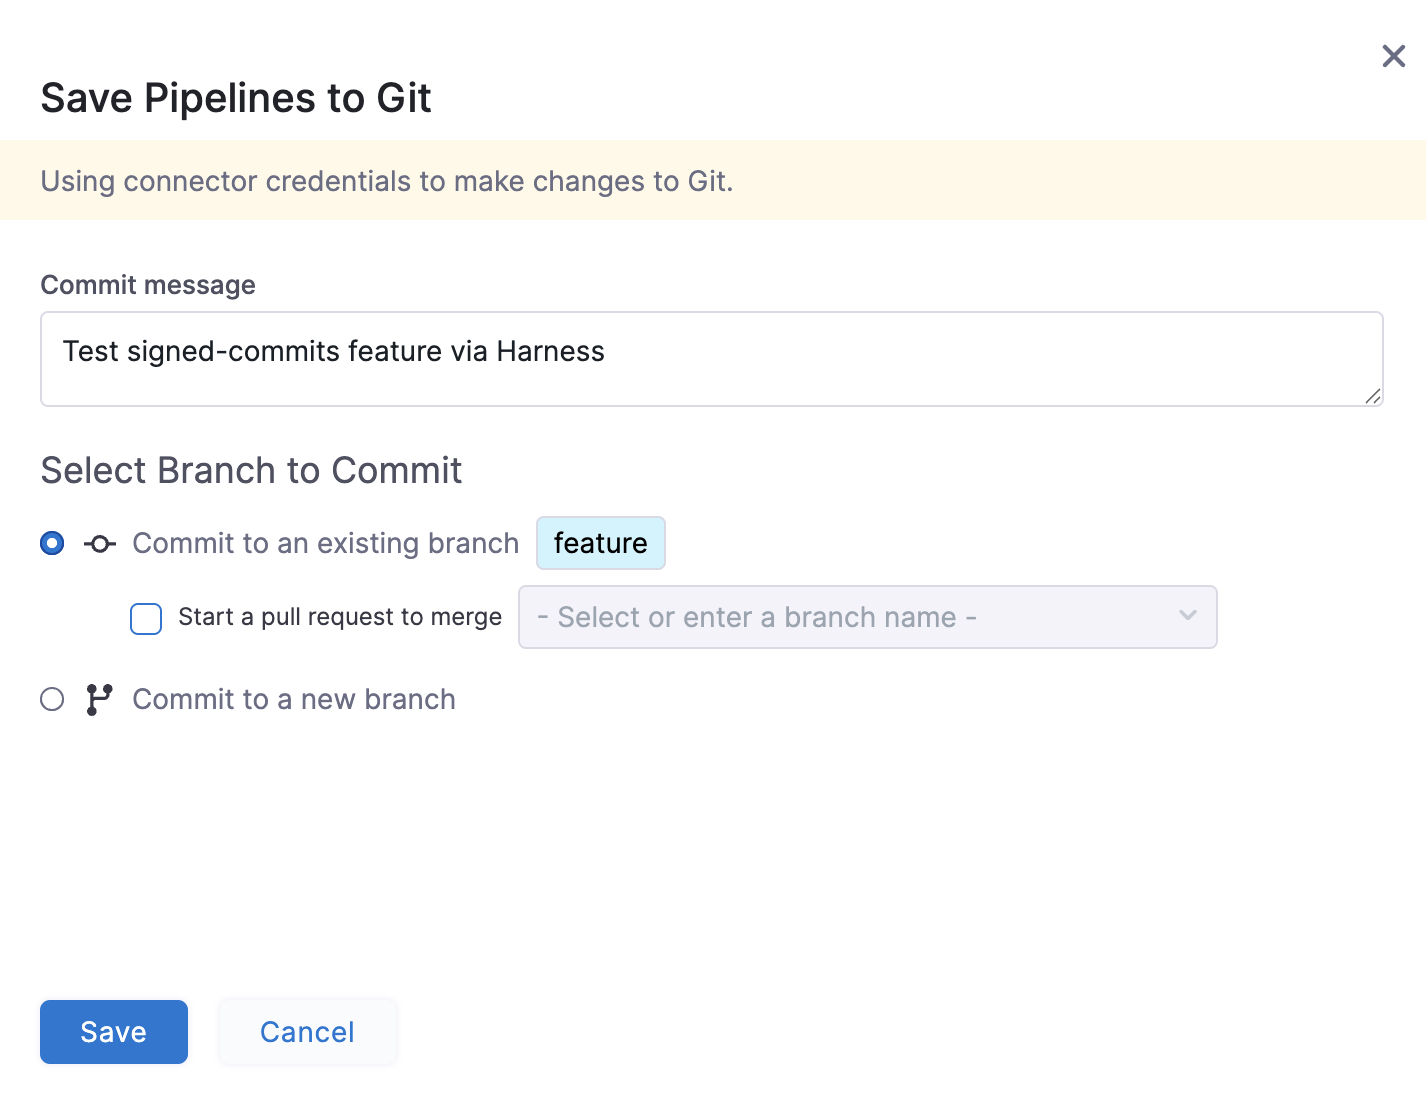 Save Pipelines to Git
Using connector credentials to make changes to Git.
Commit message
Test signed-commits feature via Harness
Select Branch to Commit
Commit to an existing branch feature
Start a pull request to merge - Select or enter a branch name -
Commit to a new branch
Save Cancel